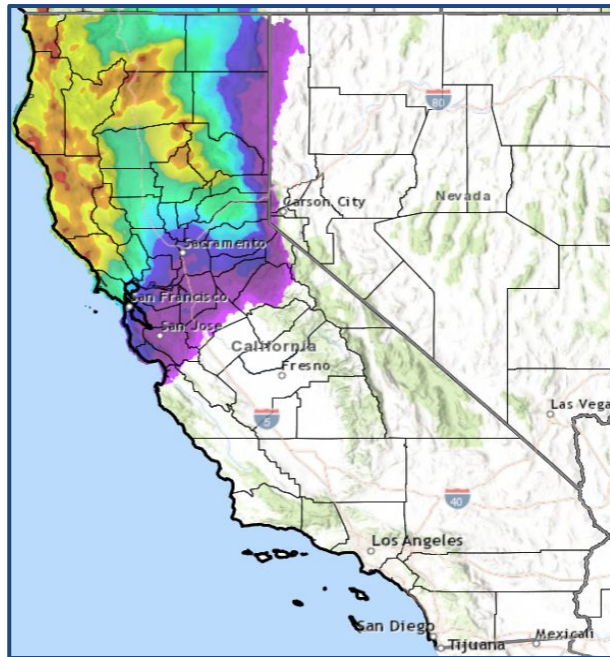 80
Carson City
Nevada
Sacramento
San Francisco
San Jose
California
Fresno
Las Vega
5
40
Los Angeles
San Diego
Tijuana
Mexicali